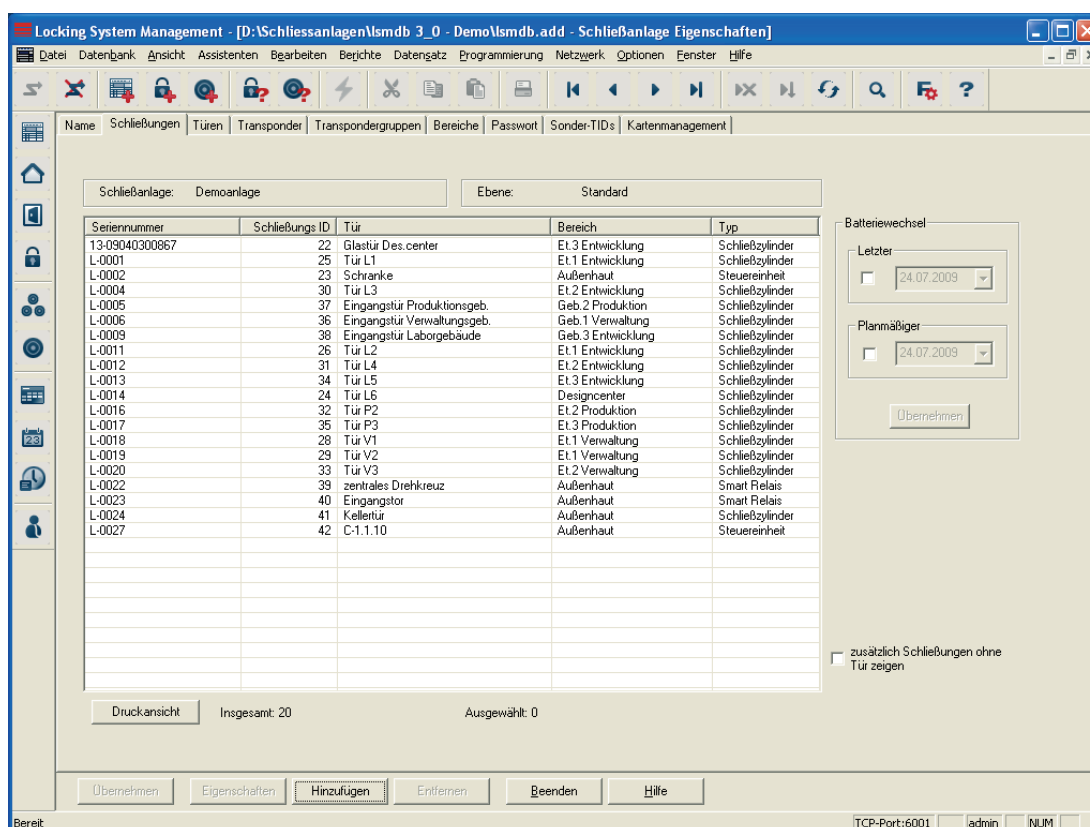 Locking System Management - [D:\Schliessanlagen\lsmdb 3_0 - Demo\lsmdb.add - Schließanlage Eigenschaften]
Datei Datenbank Ansicht Assistenten Bearbeiten Berichte Datensatz Programmierung Netzwerk Optionen Fenster Hilfe
Name Schließungen Türen Transponder Transpondergruppen Bereiche Passwort Sonder-TIDs Kartenmanagement
Schließanlage: Demoanlage Ebene: Standard
Seriennummer Schließungs ID Tür Bereich Typ
13-09040300867 22 Glastür Des.center Et.3 Entwicklung Schließzylinder
L-0001 25 Tür L1 Et.1 Entwicklung Schließzylinder
L-0002 23 Schranke Außenhaut Steuereinheit
L-0004 30 Tür L3 Et.2 Entwicklung Schließzylinder
L-0005 37 Eingangstür Produktionsgeb. Geb.2 Produktion Schließzylinder
L-0006 36 Eingangstür Verwaltungsgeb. Geb.1 Verwaltung Schließzylinder
L-0009 38 Eingangstür Laborgebäude Geb.3 Entwicklung Schließzylinder
L-0011 26 Tür L2 Et.1 Entwicklung Schließzylinder
L-0012 31 Tür L4 Et.2 Entwicklung Schließzylinder
L-0013 34 Tür L5 Et.3 Entwicklung Schließzylinder
L-0014 24 Tür L6 Designcenter Schließzylinder
L-0016 32 Tür P2 Et.2 Produktion Schließzylinder
L-0017 35 Tür P3 Et.3 Produktion Schließzylinder
L-0018 28 Tür V1 Et.1 Verwaltung Schließzylinder
L-0019 29 Tür V2 Et.1 Verwaltung Schließzylinder
L-0020 33 Tür V3 Et.2 Verwaltung Schließzylinder
L-0022 39 zentrales Drehkreuz Außenhaut Smart Relais
L-0023 40 Eingangstor Außenhaut Smart Relais
L-0024 41 Kellertür Außenhaut Schließzylinder
L-0027 42 C-1.1.10 Außenhaut Steuereinheit
Batteriewechsel
Letzter
24.07.2009
Planmäßiger
24.07.2009
Übernehmen
zusätzlich Schließungen ohne
Tür zeigen
Druckansicht Insgesamt: 20 Ausgewählt: 0
Übernehmen Eigenschaften Hinzufügen Entfernen Beenden Hilfe
Bereit TCP-Port:6001 admin NUM
23